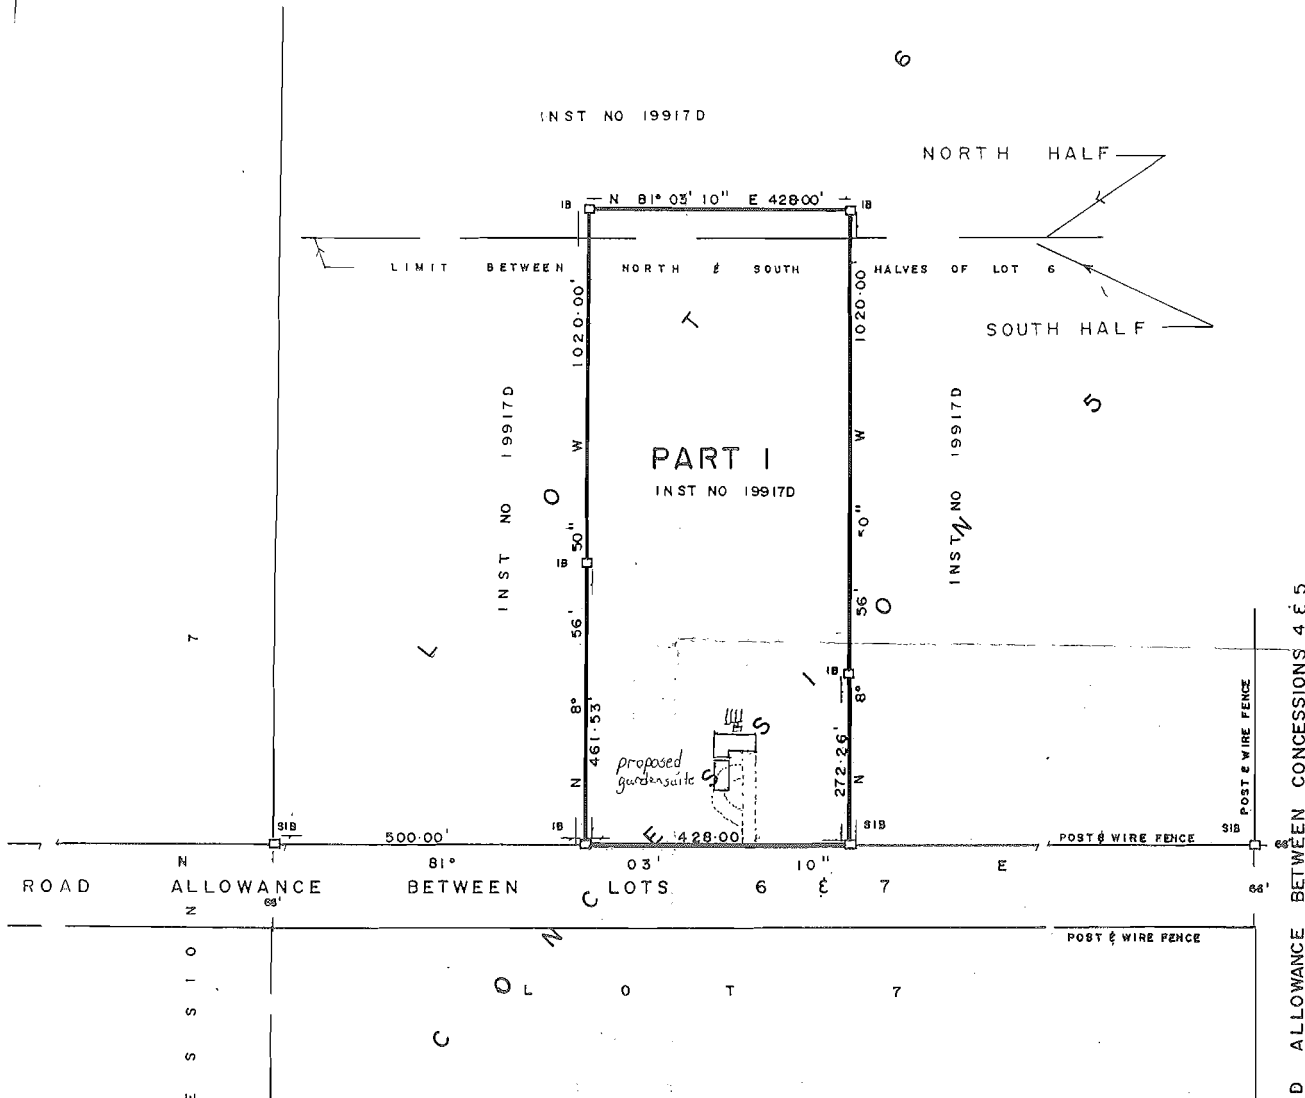 6
INST NO 19917D
NORTH HALF
IB N 81° 03' 10" E 428·00' IB
LIMIT BETWEEN NORTH & SOUTH HALVES OF LOT 6
SOUTH HALF
1020·00'
1020·00'
L O T
5
INST NO 19917D
INST NO 19917D
PART 1
INST NO 19917D
N 8° 56' 50" W
N 8° 56' 50" W
IB
IB
7
461·53'
272·26'
proposed
gardensuite
POST & WIRE FENCE
SIB 500·00' IB 428·00' SIB
POST & WIRE FENCE SIB
66'
N 81° 03' 10" E
ROAD ALLOWANCE BETWEEN LOTS 6 & 7
66'
66'
POST & WIRE FENCE
L O T 7
CONCESSION
ESSION
D ALLOWANCE BETWEEN CONCESSIONS 4 & 5